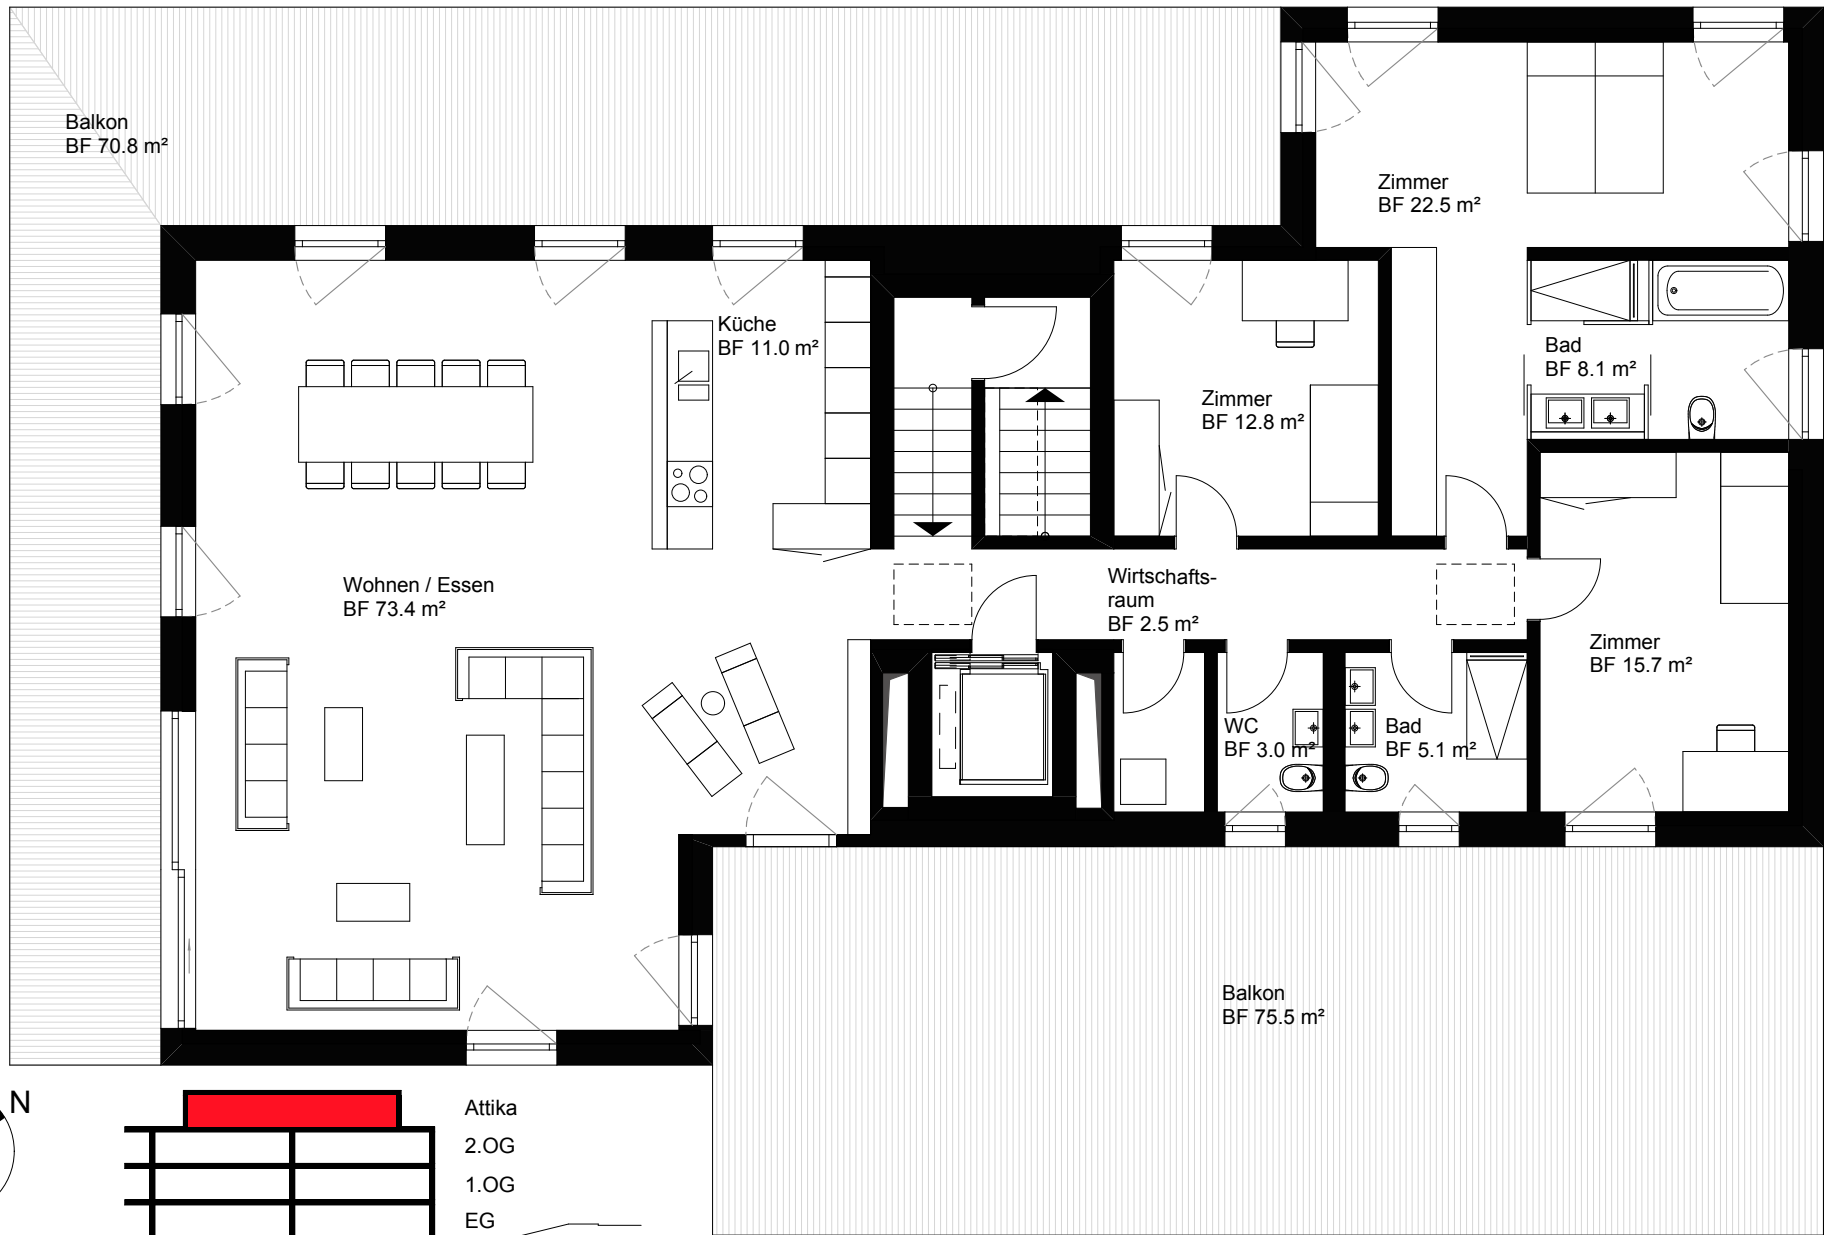 Balkon
BF 70.8 m²
Zimmer
BF 22.5 m²
Küche
BF 11.0 m²
Bad
BF 8.1 m²
Zimmer
BF 12.8 m²
Wohnen / Essen
BF 73.4 m²
Wirtschafts-
raum
BF 2.5 m²
Zimmer
BF 15.7 m²
WC
BF 3.0 m²
Bad
BF 5.1 m²
Balkon
BF 75.5 m²
N
Attika
2.OG
1.OG
EG